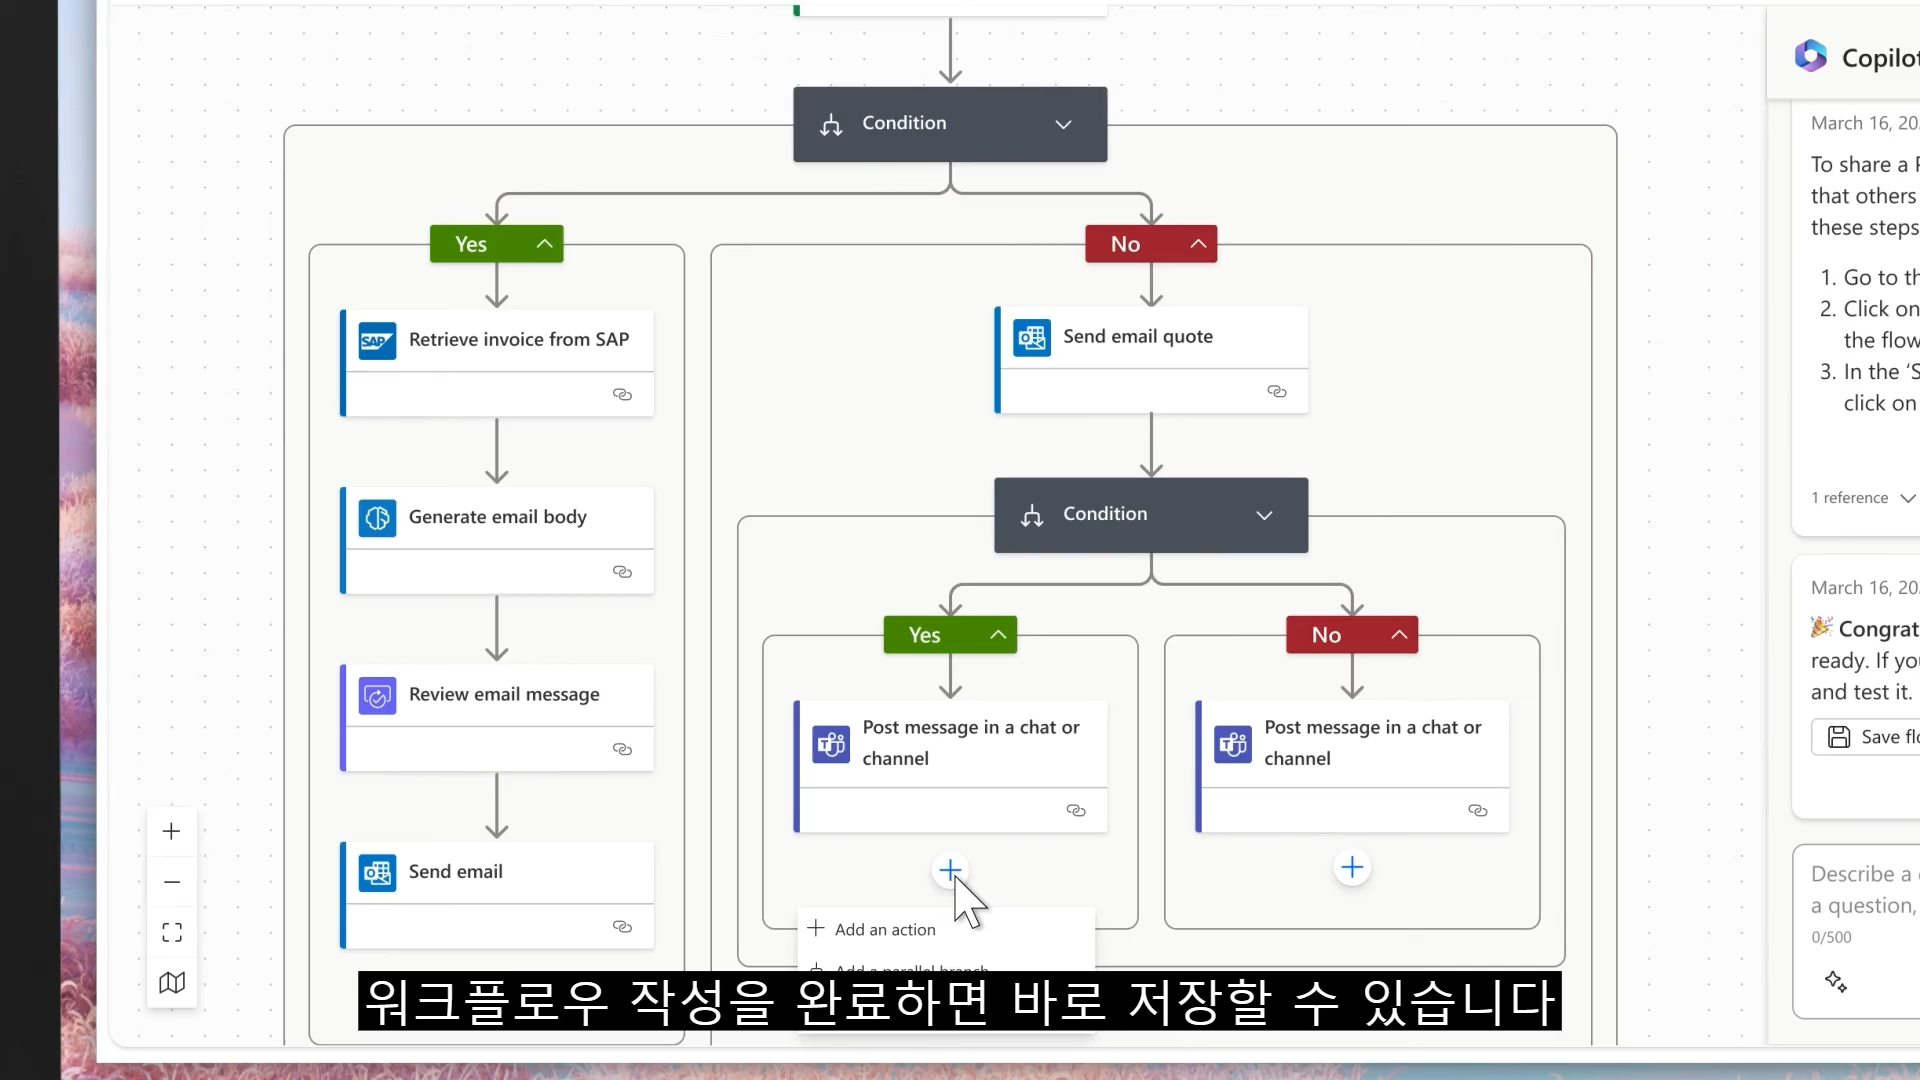 Condition
Yes
No
SAP
Retrieve invoice from SAP
Send email quote
Generate email body
Condition
Review email message
Yes
No
Post message in a chat or
channel
Post message in a chat or
channel
Send email
Add an action
Add a parallel branch
워크플로우 작성을 완료하면 바로 저장할 수 있습니다
Copilot
March 16, 20
To share a
that others
these steps
1. Go to th
2. Click on
the flow
3. In the ‘S
click on
1 reference
March 16, 20
Congrat
ready. If yo
and test it.
Save flo
Describe a
a question,
0/500